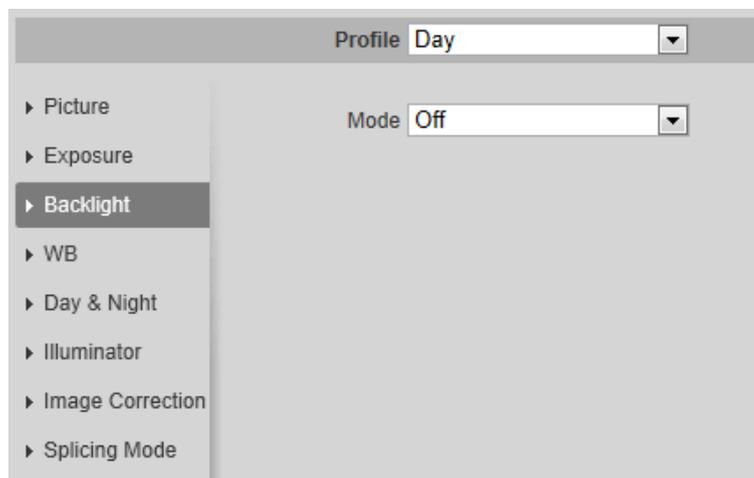 Profile Day
Mode Off
Picture
Exposure
Backlight
WB
Day & Night
Illuminator
Image Correction
Splicing Mode